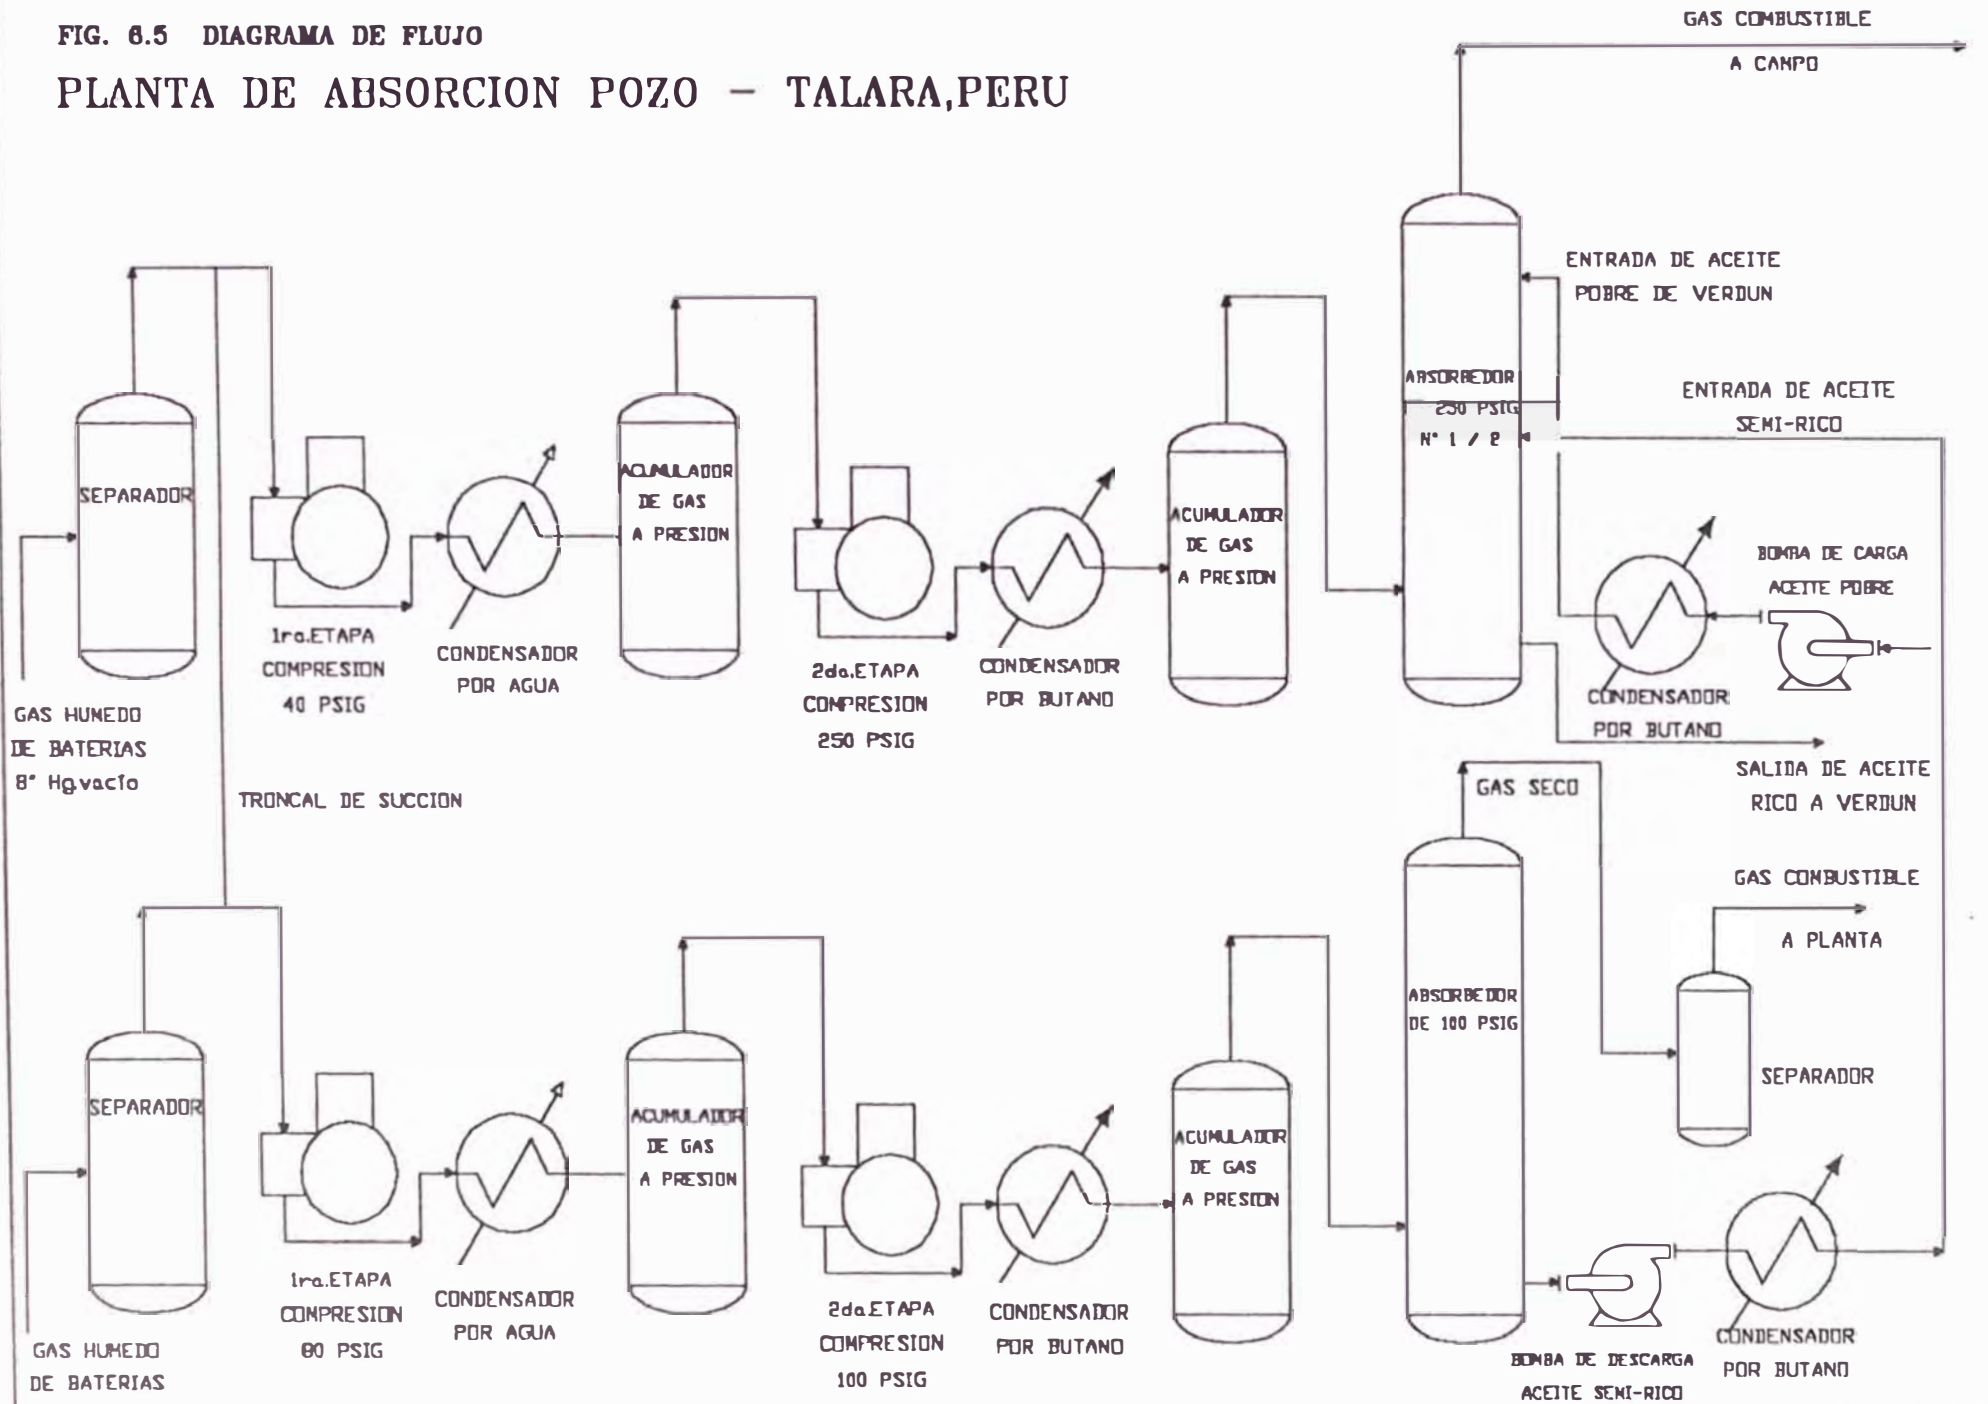 FIG. 6.5 DIAGRAMA DE FLUJO
PLANTA DE ABSORCION POZO – TALARA,PERU
GAS COMBUSTIBLE
A CAMPO
ENTRADA DE ACEITE
POBRE DE VERDUN
ABSORBEDOR
250 PSIG
N° 1 / 2
ENTRADA DE ACEITE
SEMI-RICO
SEPARADOR
ACUMULADOR
DE GAS
A PRESION
ACUMULADOR
DE GAS
A PRESION
BOMBA DE CARGA
ACEITE POBRE
1ra.ETAPA
COMPRESION
40 PSIG
CONDENSADOR
POR AGUA
2da.ETAPA
COMPRESION
250 PSIG
CONDENSADOR
POR BUTANO
CONDENSADOR
POR BUTANO
GAS HUMEDO
DE BATERIAS
8" Hg.vacío
TRONCAL DE SUCCION
SALIDA DE ACEITE
RICO A VERDUN
GAS SECO
GAS COMBUSTIBLE
A PLANTA
ABSORBEDOR
DE 100 PSIG
SEPARADOR
SEPARADOR
ACUMULADOR
DE GAS
A PRESION
ACUMULADOR
DE GAS
A PRESION
1ra.ETAPA
COMPRESION
CONDENSADOR
POR AGUA
2da.ETAPA
COMPRESION
100 PSIG
CONDENSADOR
POR BUTANO
GAS HUMEDO
DE BATERIAS
BOMBA DE DESCARGA
ACEITE SEMI-RICO
CONDENSADOR
POR BUTANO